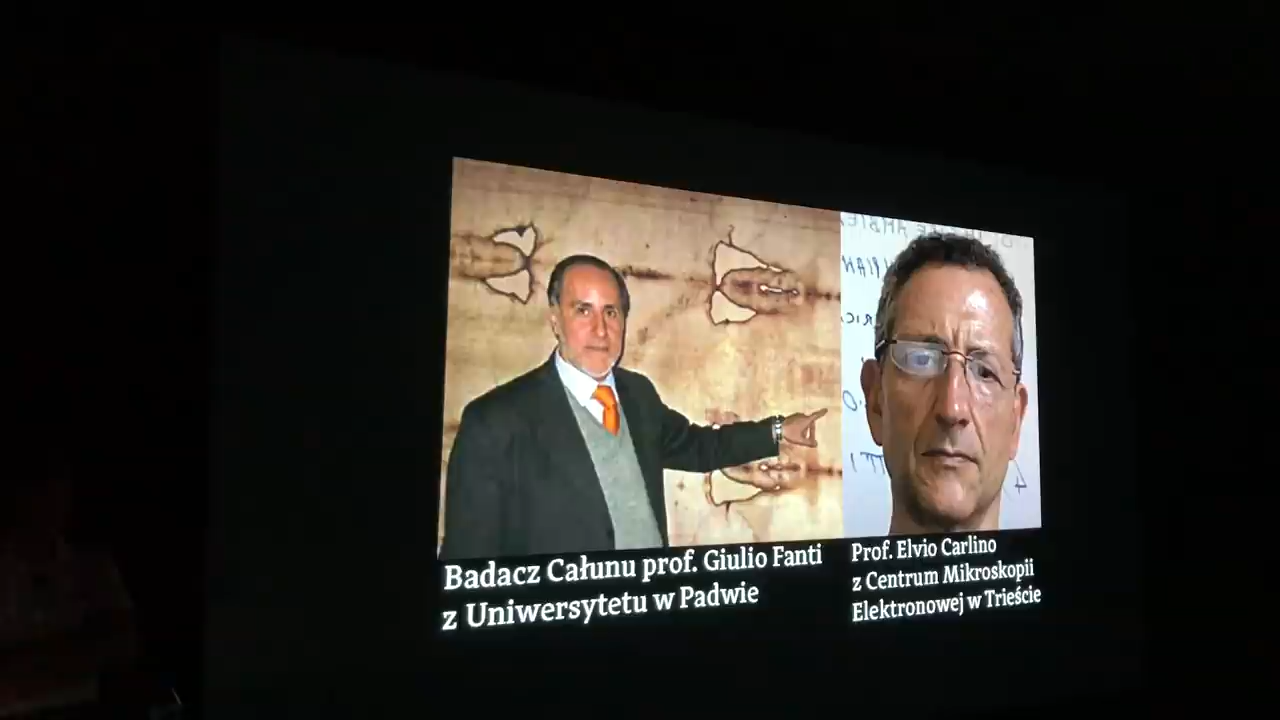 Badacz Całunu prof. Giulio Fanti
z Uniwersytetu w Padwie
Prof. Elvio Carlino
z Centrum Mikroskopii
Elektronowej w Trieście